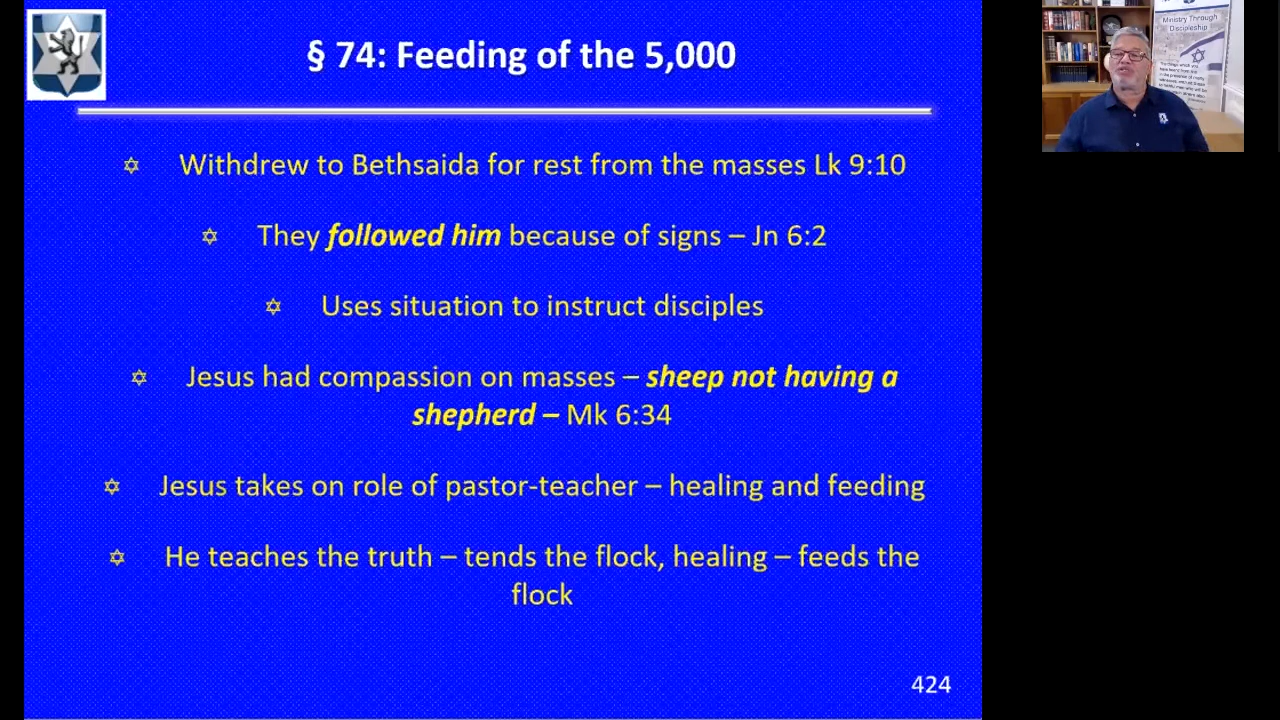 § 74: Feeding of the 5,000
Withdrew to Bethsaida for rest from the masses Lk 9:10
They followed him because of signs – Jn 6:2
Uses situation to instruct disciples
Jesus had compassion on masses – sheep not having a
shepherd – Mk 6:34
Jesus takes on role of pastor-teacher – healing and feeding
He teaches the truth – tends the flock, healing – feeds the
flock
424
Ministry Through
Discipleship